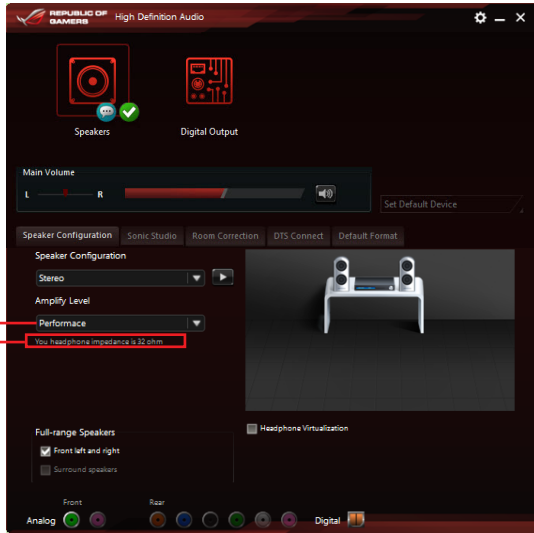 REPUBLIC OF
GAMERS
High Definition Audio
Speakers
Digital Output
Main Volume
L
R
Set Default Device
Speaker Configuration
Sonic Studio
Room Correction
DTS Connect
Default Format
Speaker Configuration
Stereo
Amplify Level
Performace
You headphone impedance is 32 ohm
Headphone Virtualization
Full-range Speakers
Front left and right
Surround speakers
Front
Rear
Analog
Digital